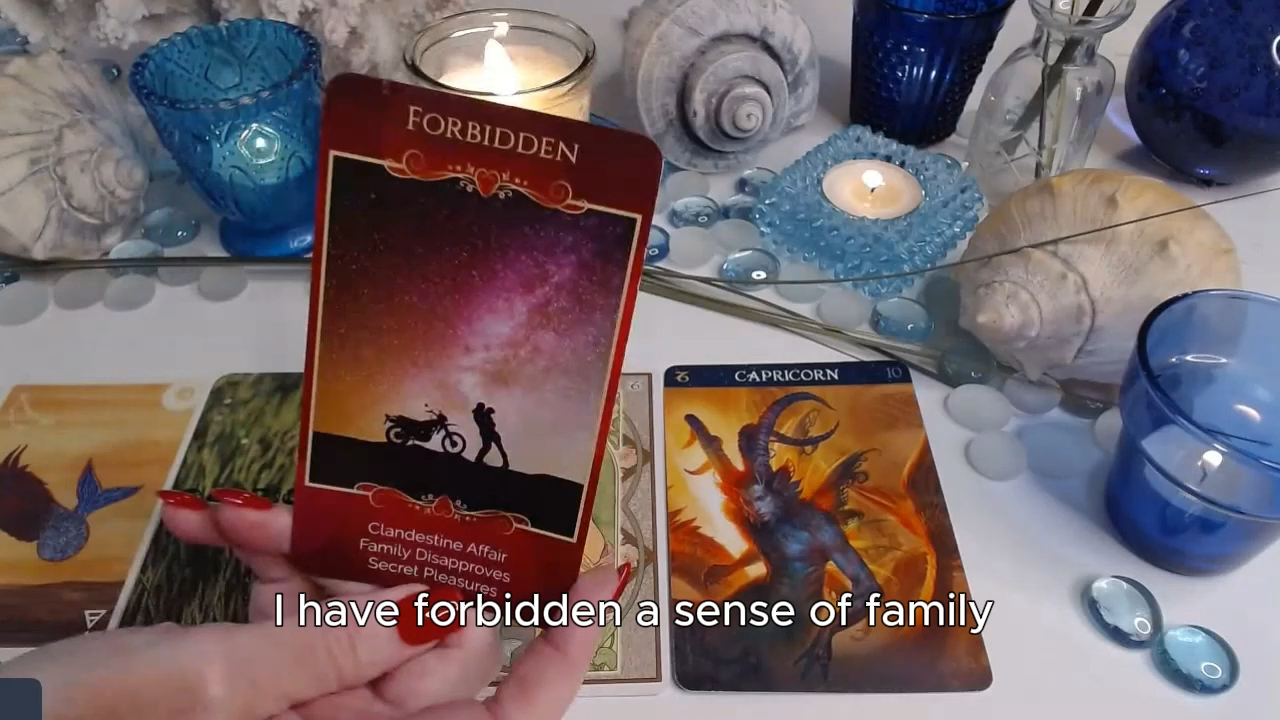 FORBIDDEN
Clandestine Affair
Family Disapproves
Secret Pleasures
CAPRICORN 10
6
I have forbidden a sense of family